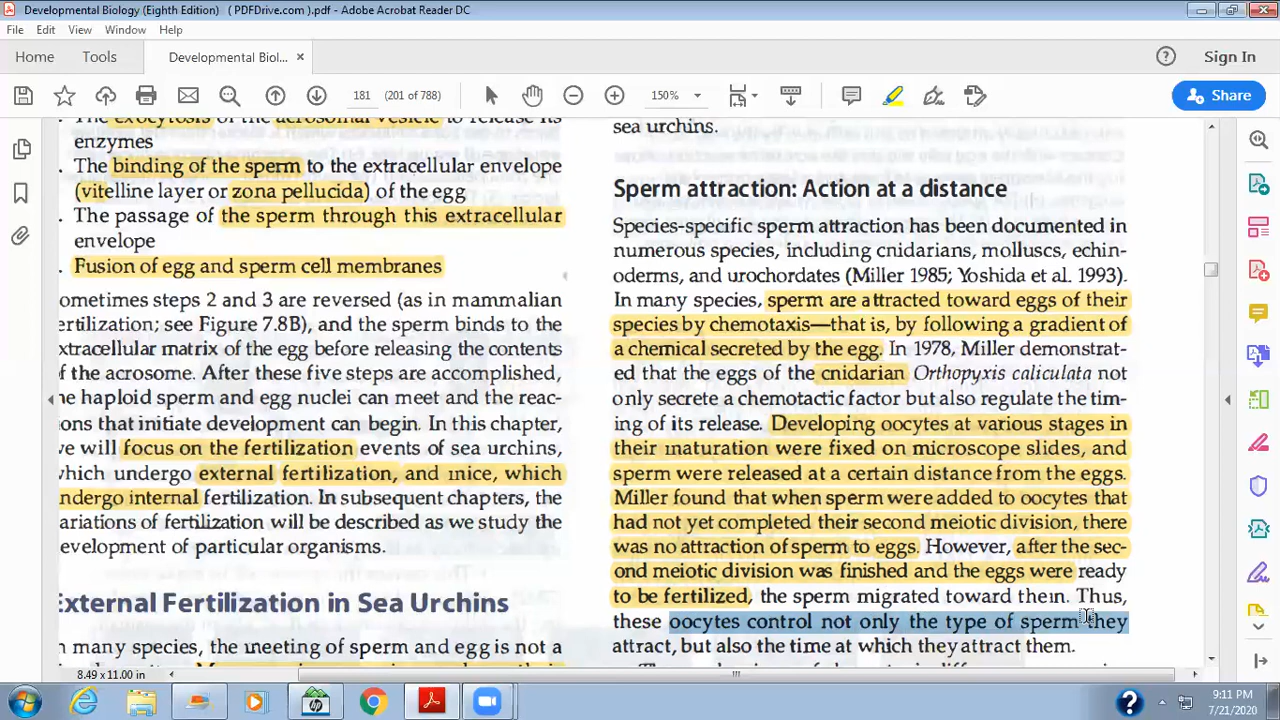 Developmental Biology (Eighth Edition) ( PDFDrive.com ).pdf - Adobe Acrobat Reader DC
File Edit View Window Help
Home Tools Developmental Biol... × Sign In
181 (201 of 788) 150% Share
The exocytosis of the acrosomal vesicle to release its
enzymes
. The binding of the sperm to the extracellular envelope
(vitelline layer or zona pellucida) of the egg
. The passage of the sperm through this extracellular
envelope
. Fusion of egg and sperm cell membranes
ometimes steps 2 and 3 are reversed (as in mammalian
ertilization; see Figure 7.8B), and the sperm binds to the
xtracellular matrix of the egg before releasing the contents
f the acrosome. After these five steps are accomplished,
he haploid sperm and egg nuclei can meet and the reac-
ons that initiate development can begin. In this chapter,
ve will focus on the fertilization events of sea urchins,
which undergo external fertilization, and mice, which
ndergo internal fertilization. In subsequent chapters, the
ariations of fertilization will be described as we study the
evelopment of particular organisms.
External Fertilization in Sea Urchins
n many species, the meeting of sperm and egg is not a
sea urchins.
Sperm attraction: Action at a distance
Species-specific sperm attraction has been documented in
numerous species, including cnidarians, molluscs, echin-
oderms, and urochordates (Miller 1985; Yoshida et al. 1993).
In many species, sperm are attracted toward eggs of their
species by chemotaxis—that is, by following a gradient of
a chemical secreted by the egg. In 1978, Miller demonstrat-
ed that the eggs of the cnidarian Orthopyxis caliculata not
only secrete a chemotactic factor but also regulate the tim-
ing of its release. Developing oocytes at various stages in
their maturation were fixed on microscope slides, and
sperm were released at a certain distance from the eggs.
Miller found that when sperm were added to oocytes that
had not yet completed their second meiotic division, there
was no attraction of sperm to eggs. However, after the sec-
ond meiotic division was finished and the eggs were ready
to be fertilized, the sperm migrated toward them. Thus,
these oocytes control not only the type of sperm they
attract, but also the time at which they attract them.
8.49 x 11.00 in
9:11 PM
7/21/2020